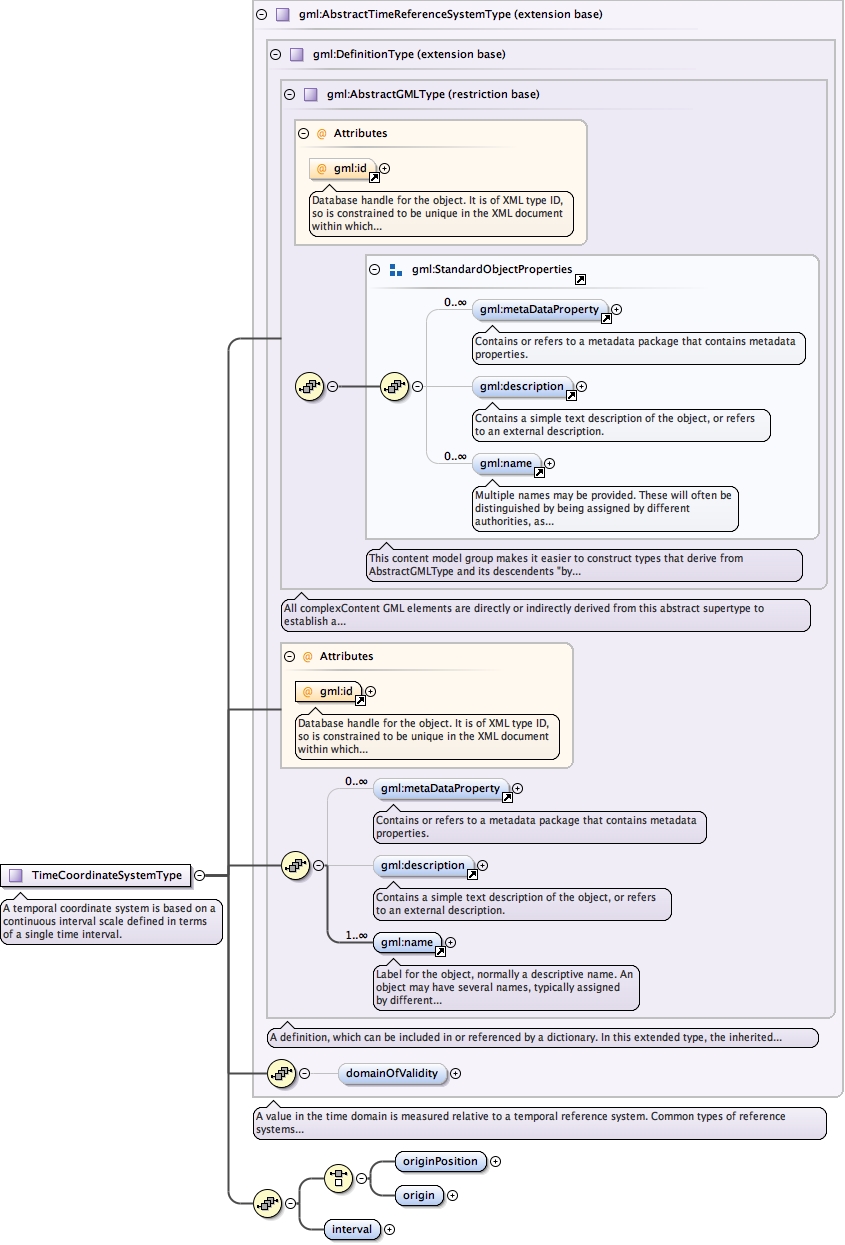 gml:AbstractTimeReferenceSystemType (extension base)
gml:DefinitionType (extension base)
gml:AbstractGMLType (restriction base)
@ Attributes
@ gml:id
Database handle for the object. It is of XML type ID,
so is constrained to be unique in the XML document
within which...
gml:StandardObjectProperties
0..∞
gml:metaDataProperty
Contains or refers to a metadata package that contains metadata
properties.
gml:description
Contains a simple text description of the object, or refers
to an external description.
0..∞
gml:name
Multiple names may be provided. These will often be
distinguished by being assigned by different
authorities, as...
This content model group makes it easier to construct types that derive from
AbstractGMLType and its descendents "by...
All complexContent GML elements are directly or indirectly derived from this abstract supertype to
establish a...
@ Attributes
@ gml:id
Database handle for the object. It is of XML type ID,
so is constrained to be unique in the XML document
within which...
0..∞
gml:metaDataProperty
Contains or refers to a metadata package that contains metadata
properties.
gml:description
Contains a simple text description of the object, or refers
to an external description.
1..∞
gml:name
Label for the object, normally a descriptive name. An
object may have several names, typically assigned
by different...
TimeCoordinateSystemType
A temporal coordinate system is based on a
continuous interval scale defined in terms
of a single time interval.
A definition, which can be included in or referenced by a dictionary. In this extended type, the inherited...
domainOfValidity
A value in the time domain is measured relative to a temporal reference system. Common types of reference
systems...
originPosition
origin
interval